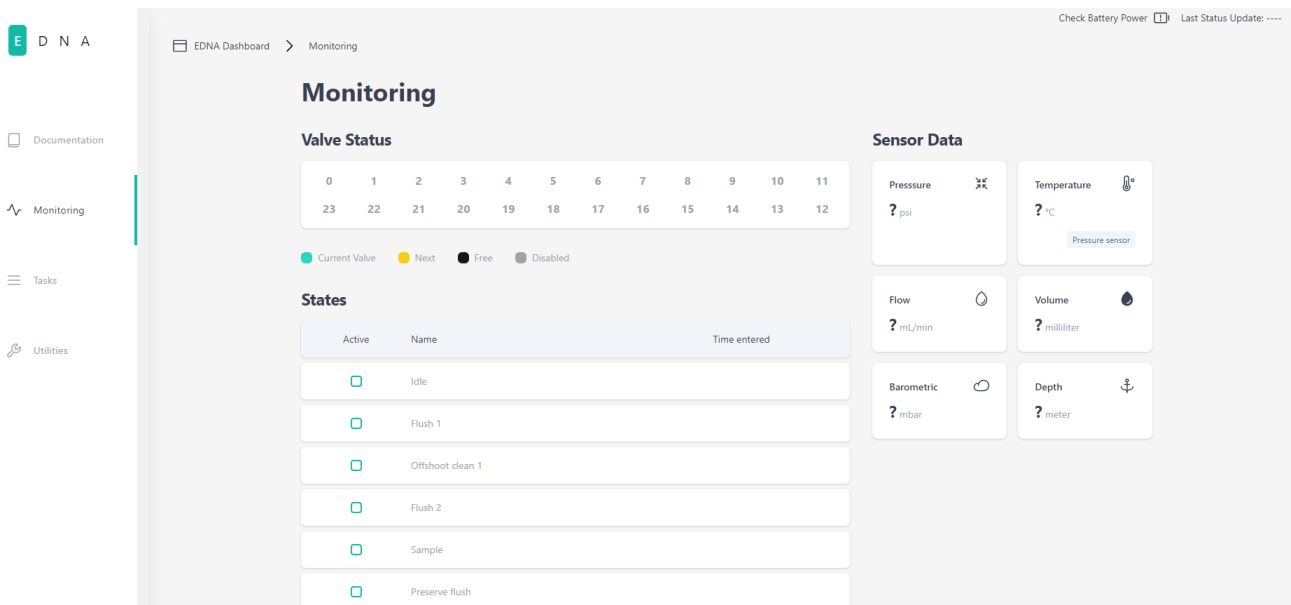 Check Battery Power Last Status Update: ----
E D N A
EDNA Dashboard Monitoring
Documentation
Monitoring
Tasks
Utilities
Monitoring
Valve Status
0 1 2 3 4 5 6 7 8 9 10 11
23 22 21 20 19 18 17 16 15 14 13 12
Current Valve Next Free Disabled
States
Active Name Time entered
Idle
Flush 1
Offshoot clean 1
Flush 2
Sample
Preserve flush
Sensor Data
Presssure
? psi
Temperature
? °C
Pressure sensor
Flow
? mL/min
Volume
? milliliter
Barometric
? mbar
Depth
? meter